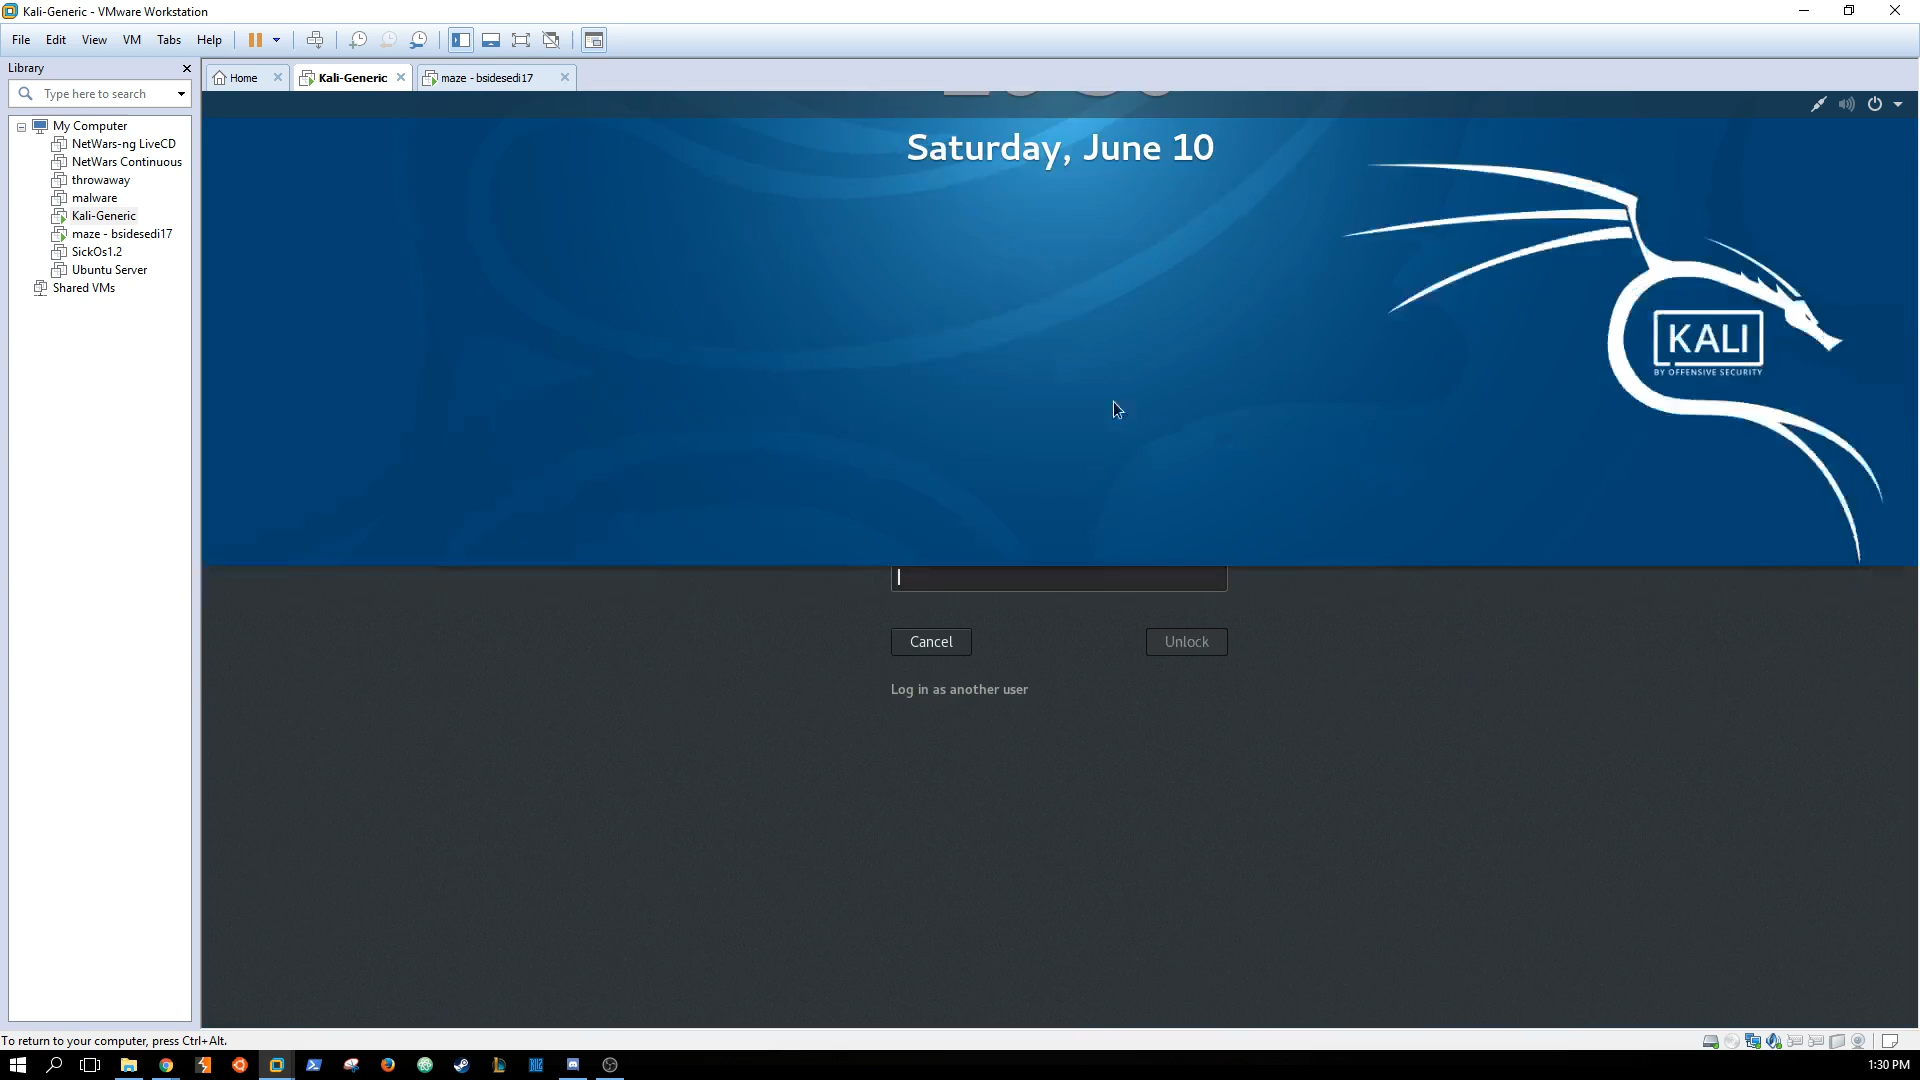 Kali-Generic - VMware Workstation
File Edit View VM Tabs Help
Library
Home
Kali-Generic
maze - bsidesedi17
Type here to search
My Computer
NetWars-ng LiveCD
NetWars Continuous
throwaway
malware
Kali-Generic
maze - bsidesedi17
SickOs1.2
Ubuntu Server
Shared VMs
Saturday, June 10
KALI
BY OFFENSIVE SECURITY
Cancel
Unlock
Log in as another user
To return to your computer, press Ctrl+Alt.
1:30 PM